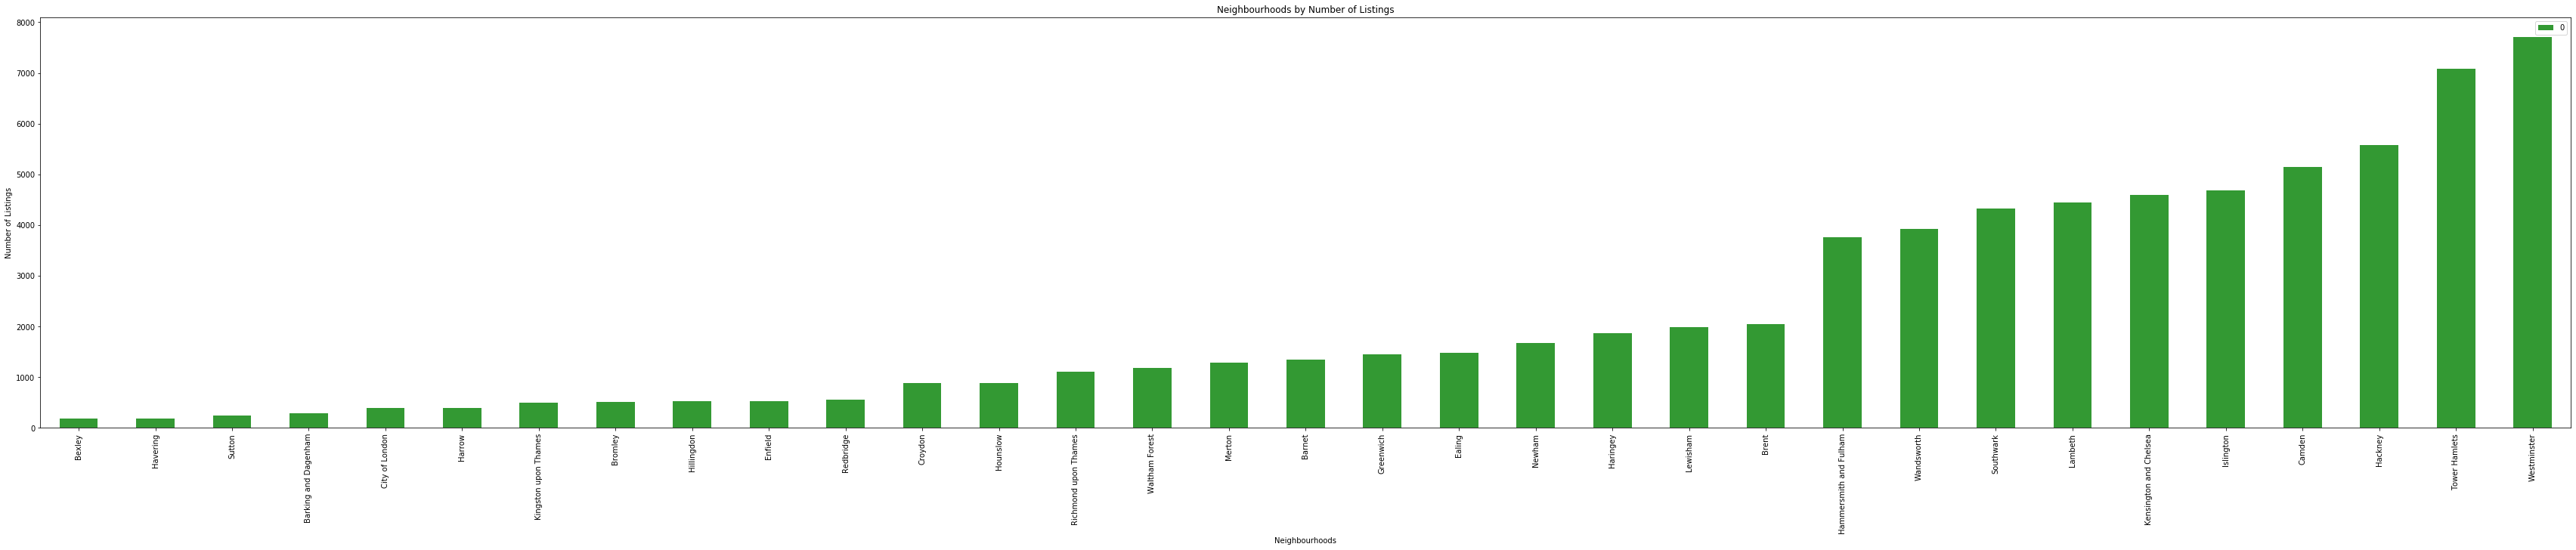 Neighbourhoods by Number of Listings
0
Number of Listings
8000
7000
6000
5000
4000
3000
2000
1000
0
Bexley
Havering
Sutton
Barking and Dagenham
City of London
Harrow
Kingston upon Thames
Bromley
Hillingdon
Enfield
Redbridge
Croydon
Hounslow
Richmond upon Thames
Waltham Forest
Merton
Barnet
Greenwich
Ealing
Newham
Haringey
Lewisham
Brent
Hammersmith and Fulham
Wandsworth
Southwark
Lambeth
Kensington and Chelsea
Islington
Camden
Hackney
Tower Hamlets
Westminster
Neighbourhoods